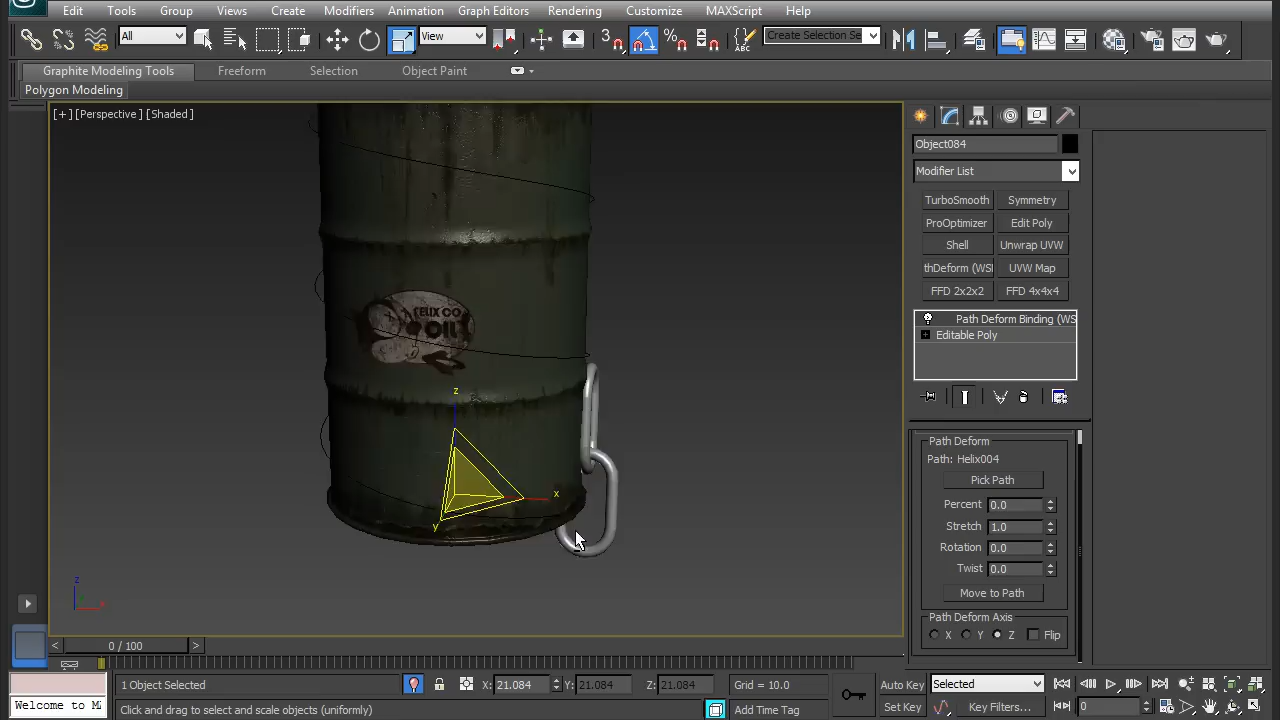 Edit Tools Group Views Create Modifiers Animation Graph Editors Rendering Customize MAXScript Help
All View 3 Create Selection Se
Graphite Modeling Tools Freeform Selection Object Paint
Polygon Modeling
[+][Perspective][Shaded]
Object084
Modifier List
TurboSmooth Symmetry
ProOptimizer Edit Poly
Shell Unwrap UVW
thDeform (WSI UVW Map
FFD 2x2x2 FFD 4x4x4
Path Deform Binding (WS
Editable Poly
FELIX CO
OIL
z
x
y
Path Deform
Path: Helix004
Pick Path
Percent 0.0
Stretch 1.0
Rotation 0.0
Twist 0.0
Move to Path
Path Deform Axis
X Y Z Flip
z
x
< 0 / 100 >
1 Object Selected X: 21.084 Y: 21.084 Z: 21.084 Grid = 10.0 Auto Key Selected
Welcome to M Click and drag to select and scale objects (uniformly) Add Time Tag Set Key Key Filters... 0